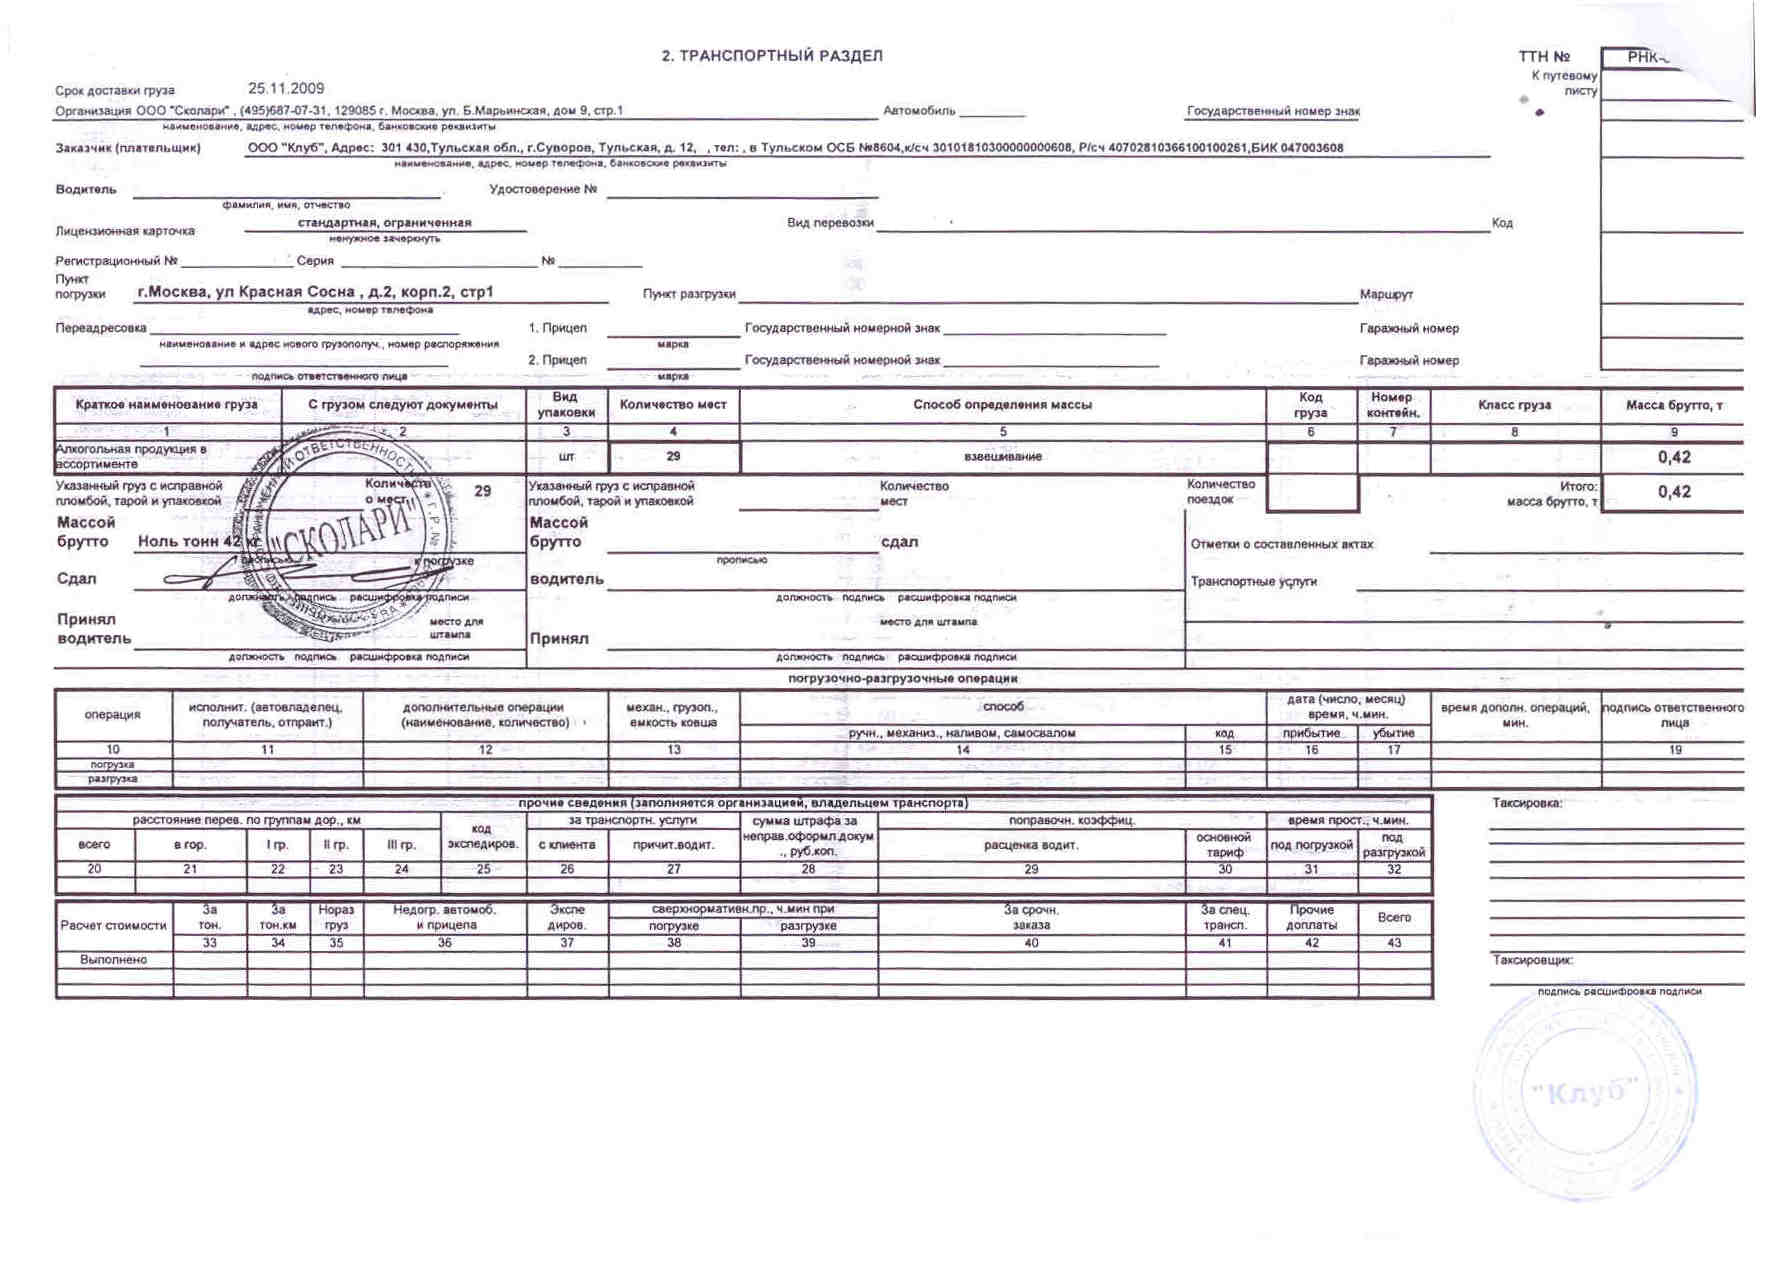 2. ТРАНСПОРТНЫЙ РАЗДЕЛ
ТТН № РНК-
К путевому
листу
Срок доставки груза 25.11.2009
Организация ООО "Сколари" , (495)687-07-31, 129085 г. Москва, ул. Б.Марьинская, дом 9, стр.1 Автомобиль Государственный номерной знак
наименование, адрес, номер телефона, банковские реквизиты
Заказчик (плательщик) ООО "Клуб", Адрес: 301 430,Тульская обл., г.Суворов, Тульская, д. 12, , тел: , в Тульском ОСБ №8604,к/сч 30101810300000000608, Р/сч 40702810366100100261,БИК 047003608
наименование, адрес, номер телефона, банковские реквизиты
Водитель Удостоверение №
фамилия, имя, отчество
Лицензионная карточка стандартная, ограниченная Вид перевозки Код
ненужное зачеркнуть
Регистрационный № Серия №
Пункт
погрузки г.Москва, ул Красная Сосна , д.2, корп.2, стр1 Пункт разгрузки Маршрут
адрес, номер телефона
Переадресовка 1. Прицеп Государственный номерной знак Гаражный номер
наименование и адрес нового грузополуч., номер распоряжения марка
2. Прицеп Государственный номерной знак Гаражный номер
подпись ответственного лица марка
Краткое наименование груза С грузом следуют документы Вид упаковки Количество мест Способ определения массы Код груза Номер контейн. Класс груза Масса брутто, т
1 2 3 4 5 6 7 8 9
Алкогольная продукция в ассортименте шт 29 взвешивание 0,42
Указанный груз с исправной пломбой, тарой и упаковкой Количество мест 29 Указанный груз с исправной пломбой, тарой и упаковкой Количество мест Количество поездок Итого: масса брутто, т 0,42
Массой брутто Ноль тонн 42 кг Массой брутто сдал Отметки о составленных актах
прописью к погрузке прописью
Сдал водитель Транспортные услуги
должность подпись расшифровка подписи должность подпись расшифровка подписи
Принял водитель место для штампа Принял место для штампа
должность подпись расшифровка подписи должность подпись расшифровка подписи
"СКОЛАРИ"
погрузочно-разгрузочные операции
операция исполнит. (автовладелец, получатель, отправит.) дополнительные операции (наименование, количество) механ., грузоп., емкость ковша способ дата (число, месяц) время, ч.мин. время дополн. операций, мин. подпись ответственного лица
ручн., механиз., наливом, самосвалом код прибытие убытие
10 11 12 13 14 15 16 17 19
погрузка
разгрузка
прочие сведения (заполняется организацией, владельцем транспорта) Таксировка:
расстояние перев. по группам дор., км код экспедиров. за транспортн. услуги сумма штрафа за неправ.оформл.докум., руб.коп. поправочн. коэффиц. время прост., ч.мин.
всего в гор. I гр. II гр. III гр. с клиента причит.водит. расценка водит. основной тариф под погрузкой под разгрузкой
20 21 22 23 24 25 26 27 28 29 30 31 32
Расчет стоимости За тон. За тон.км Нораз груз Недогр. автомоб. и прицепа Экспе диров. сверхнормативн.пр., ч.мин при За срочн. заказа За спец. трансп. Прочие доплаты Всего
погрузке разгрузке
33 34 35 36 37 38 39 40 41 42 43
Выполнено Таксировщик:
подпись расшифровка подписи
"Клуб"